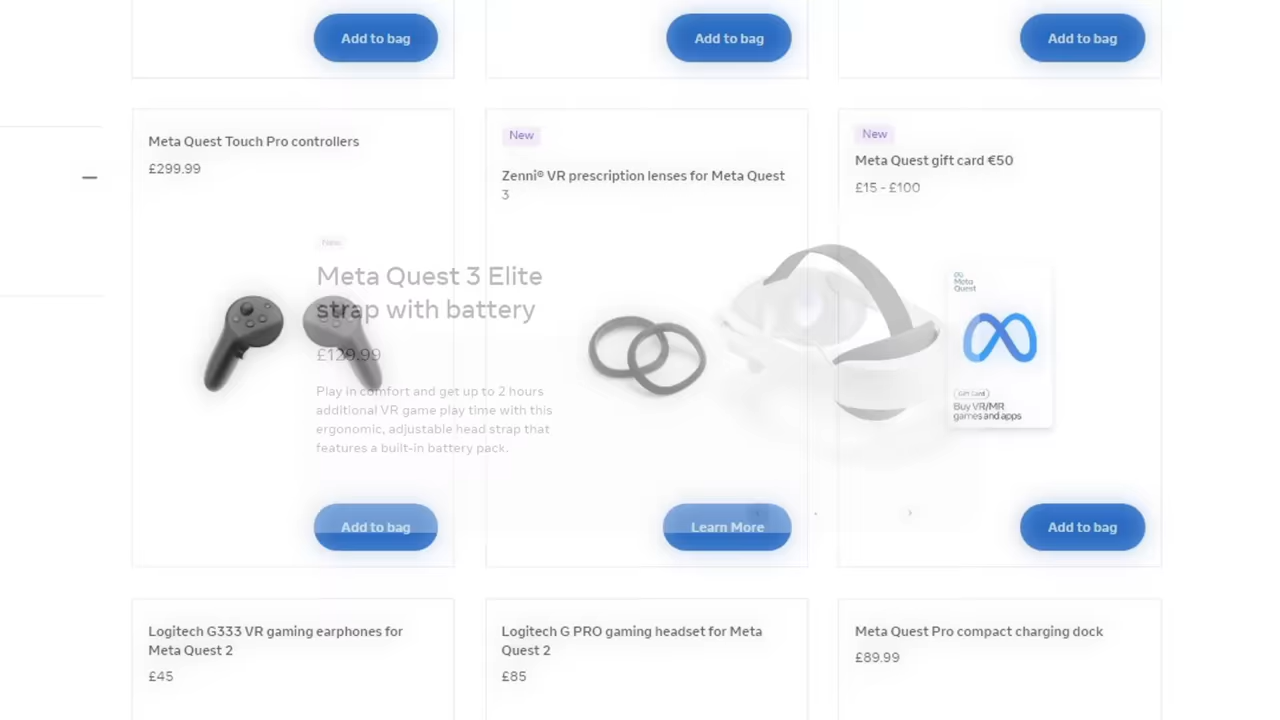 Add to bag
Add to bag
Add to bag
Meta Quest Touch Pro controllers
£299.99
New
Zenni® VR prescription lenses for Meta Quest
3
New
Meta Quest gift card €50
£15 - £100
New
Meta Quest 3 Elite
strap with battery
£129.99
Play in comfort and get up to 2 hours
additional VR game play time with this
ergonomic, adjustable head strap that
features a built-in battery pack.
Meta
Quest
Gift Card
Buy VR/MR
games and apps
Add to bag
Learn More
Add to bag
Logitech G333 VR gaming earphones for
Meta Quest 2
£45
Logitech G PRO gaming headset for Meta
Quest 2
£85
Meta Quest Pro compact charging dock
£89.99